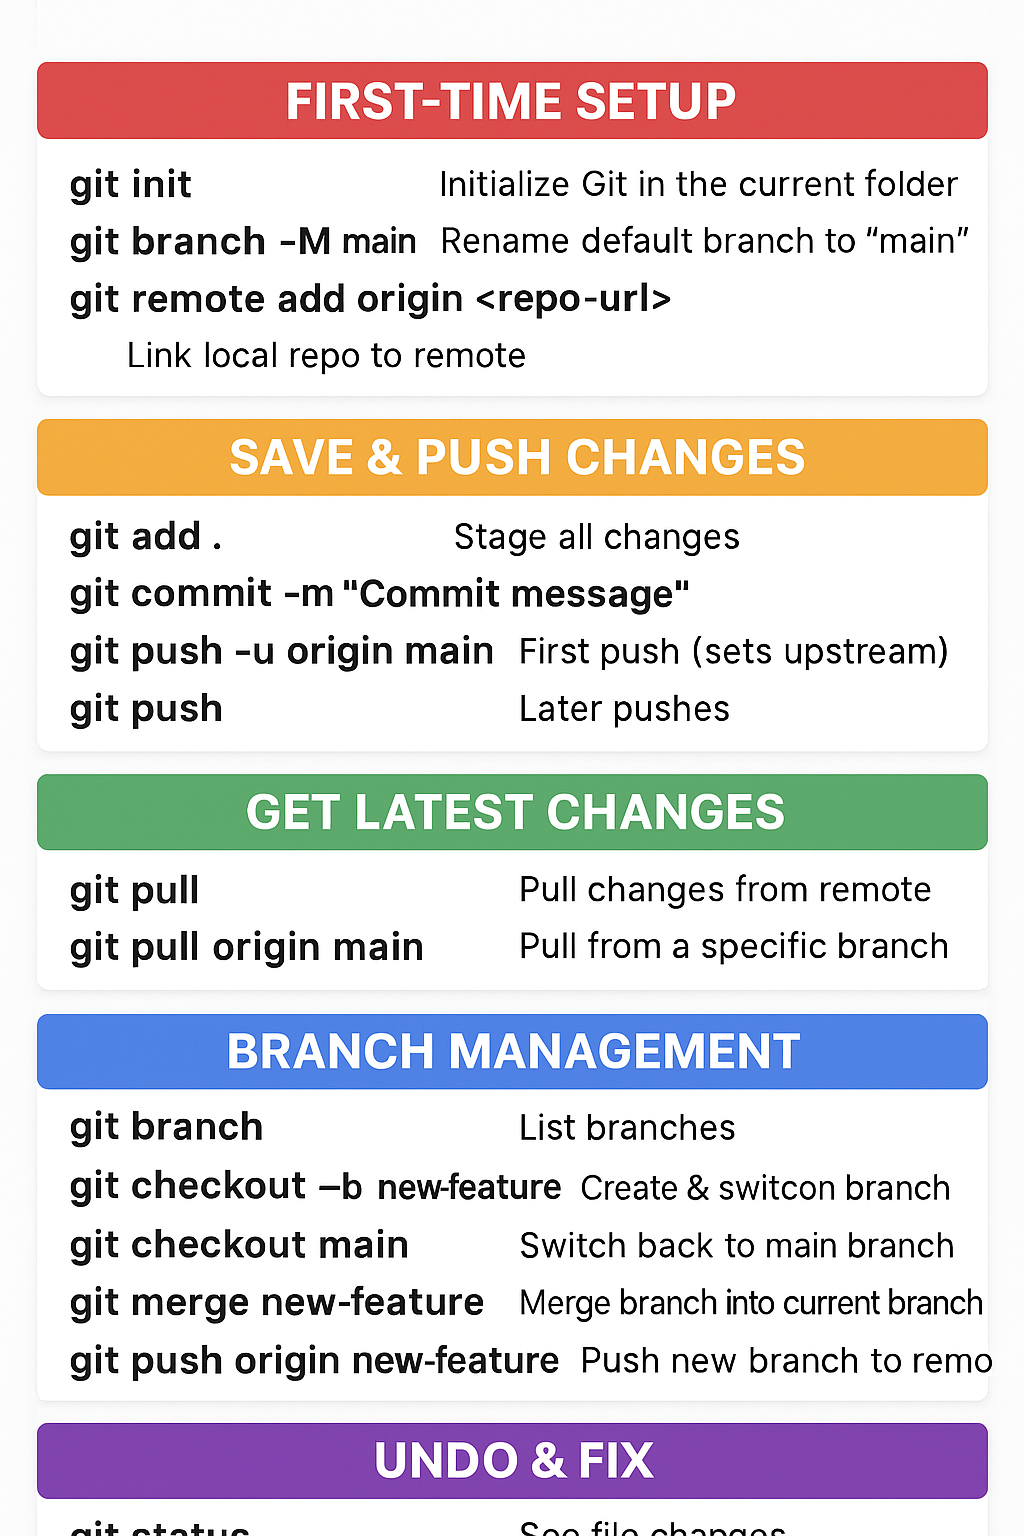 FIRST-TIME SETUP
git init Initialize Git in the current folder
git branch -M main Rename default branch to “main”
git remote add origin <repo-url>
Link local repo to remote
SAVE & PUSH CHANGES
git add . Stage all changes
git commit -m "Commit message"
git push -u origin main First push (sets upstream)
git push Later pushes
GET LATEST CHANGES
git pull Pull changes from remote
git pull origin main Pull from a specific branch
BRANCH MANAGEMENT
git branch List branches
git checkout –b new-feature Create & switcon branch
git checkout main Switch back to main branch
git merge new-feature Merge branch into current branch
git push origin new-feature Push new branch to remo
UNDO & FIX
git status See file changes